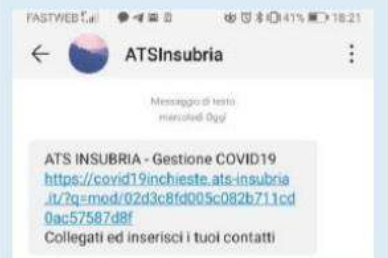 FASTWEB 41% 18:21
ATSInsubria
Messaggio di testo
mercoledì Oggi
ATS INSUBRIA - Gestione COVID19
https://covid19inchieste.ats-insubria
.it/?q=mod/02d3c8fd005c082b711cd
0ac57587d8f
Collegati ed inserisci i tuoi contatti